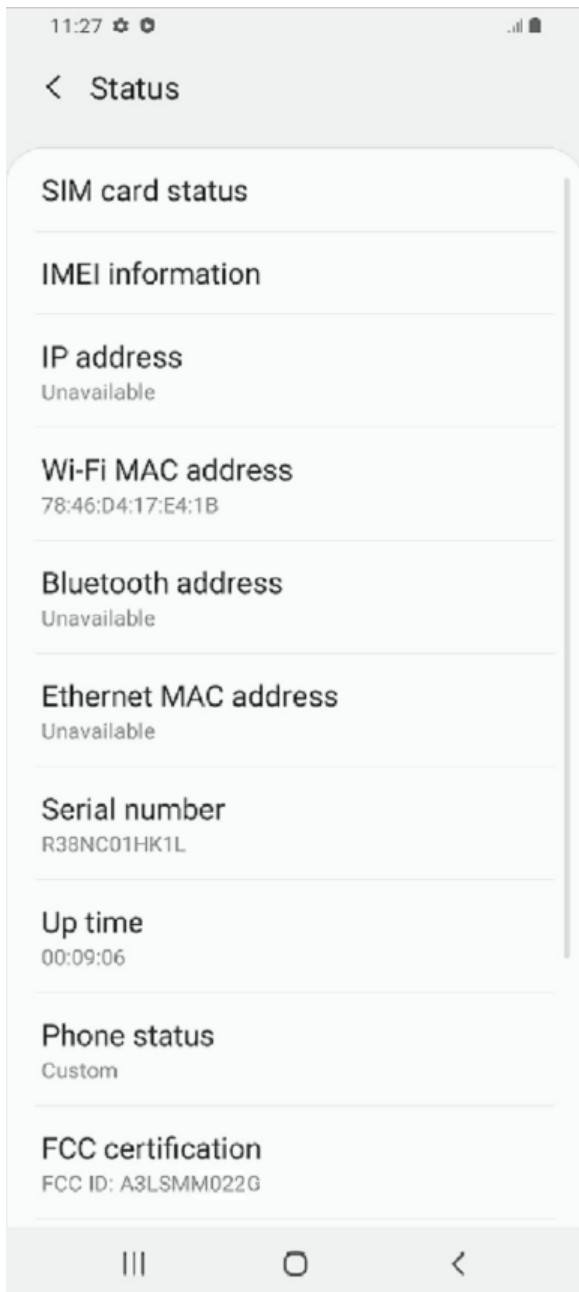 11:27
Status
SIM card status
IMEI information
IP address
Unavailable
Wi-Fi MAC address
78:46:D4:17:E4:1B
Bluetooth address
Unavailable
Ethernet MAC address
Unavailable
Serial number
R38NC01HK1L
Up time
00:09:06
Phone status
Custom
FCC certification
FCC ID: A3LSMM022G